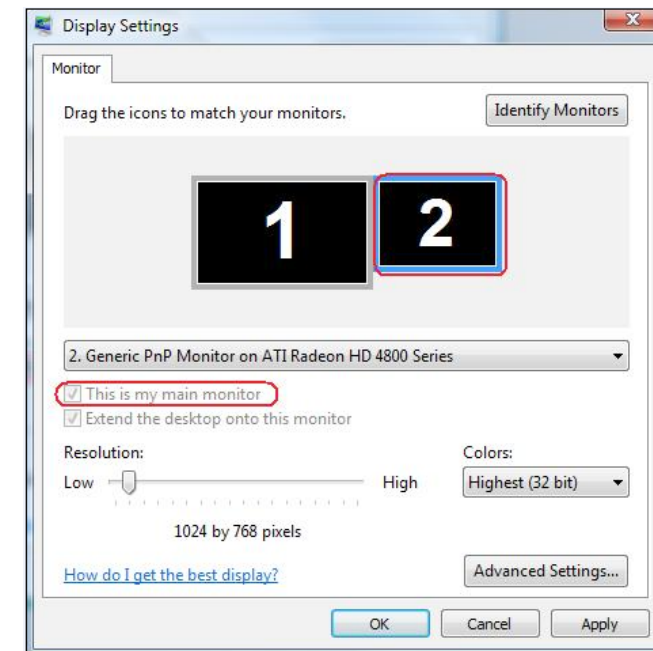 Display Settings
Monitor
Drag the icons to match your monitors.
Identify Monitors
1
2
2. Generic PnP Monitor on ATI Radeon HD 4800 Series
This is my main monitor
Extend the desktop onto this monitor
Resolution:
Colors:
Low
High
Highest (32 bit)
1024 by 768 pixels
How do I get the best display?
Advanced Settings...
OK
Cancel
Apply